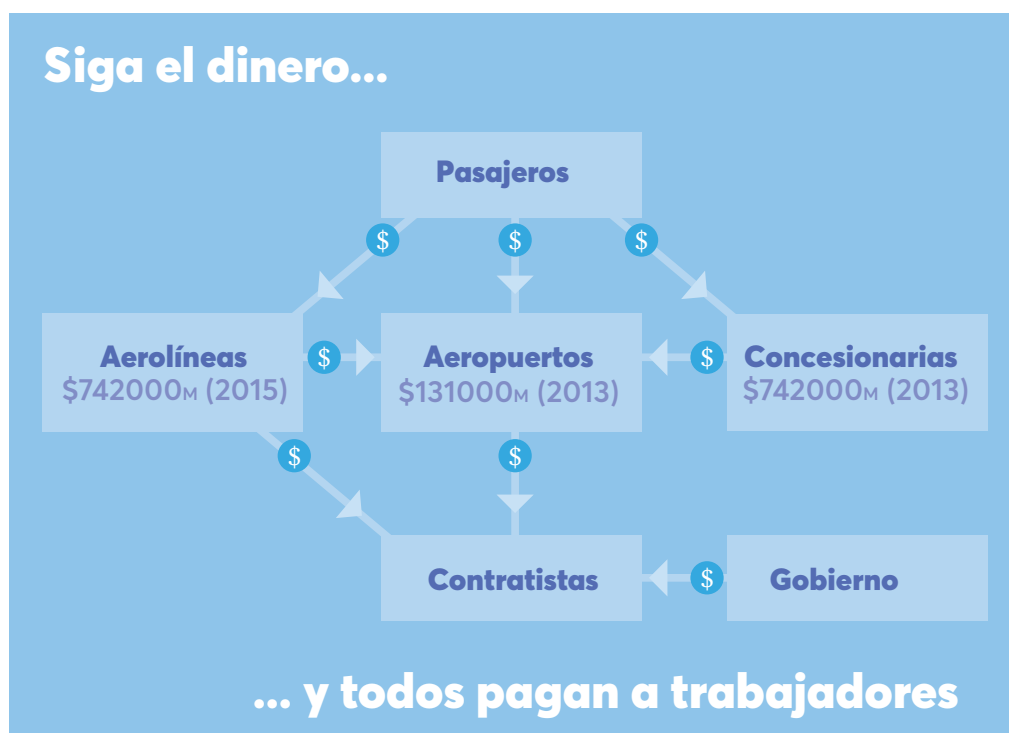 Siga el dinero...
Pasajeros
$ $ $
Aerolíneas
$742000M (2015)
$
Aeropuertos
$131000M (2013)
$
Concesionarias
$742000M (2013)
$ $
Contratistas
$
Gobierno
... y todos pagan a trabajadores